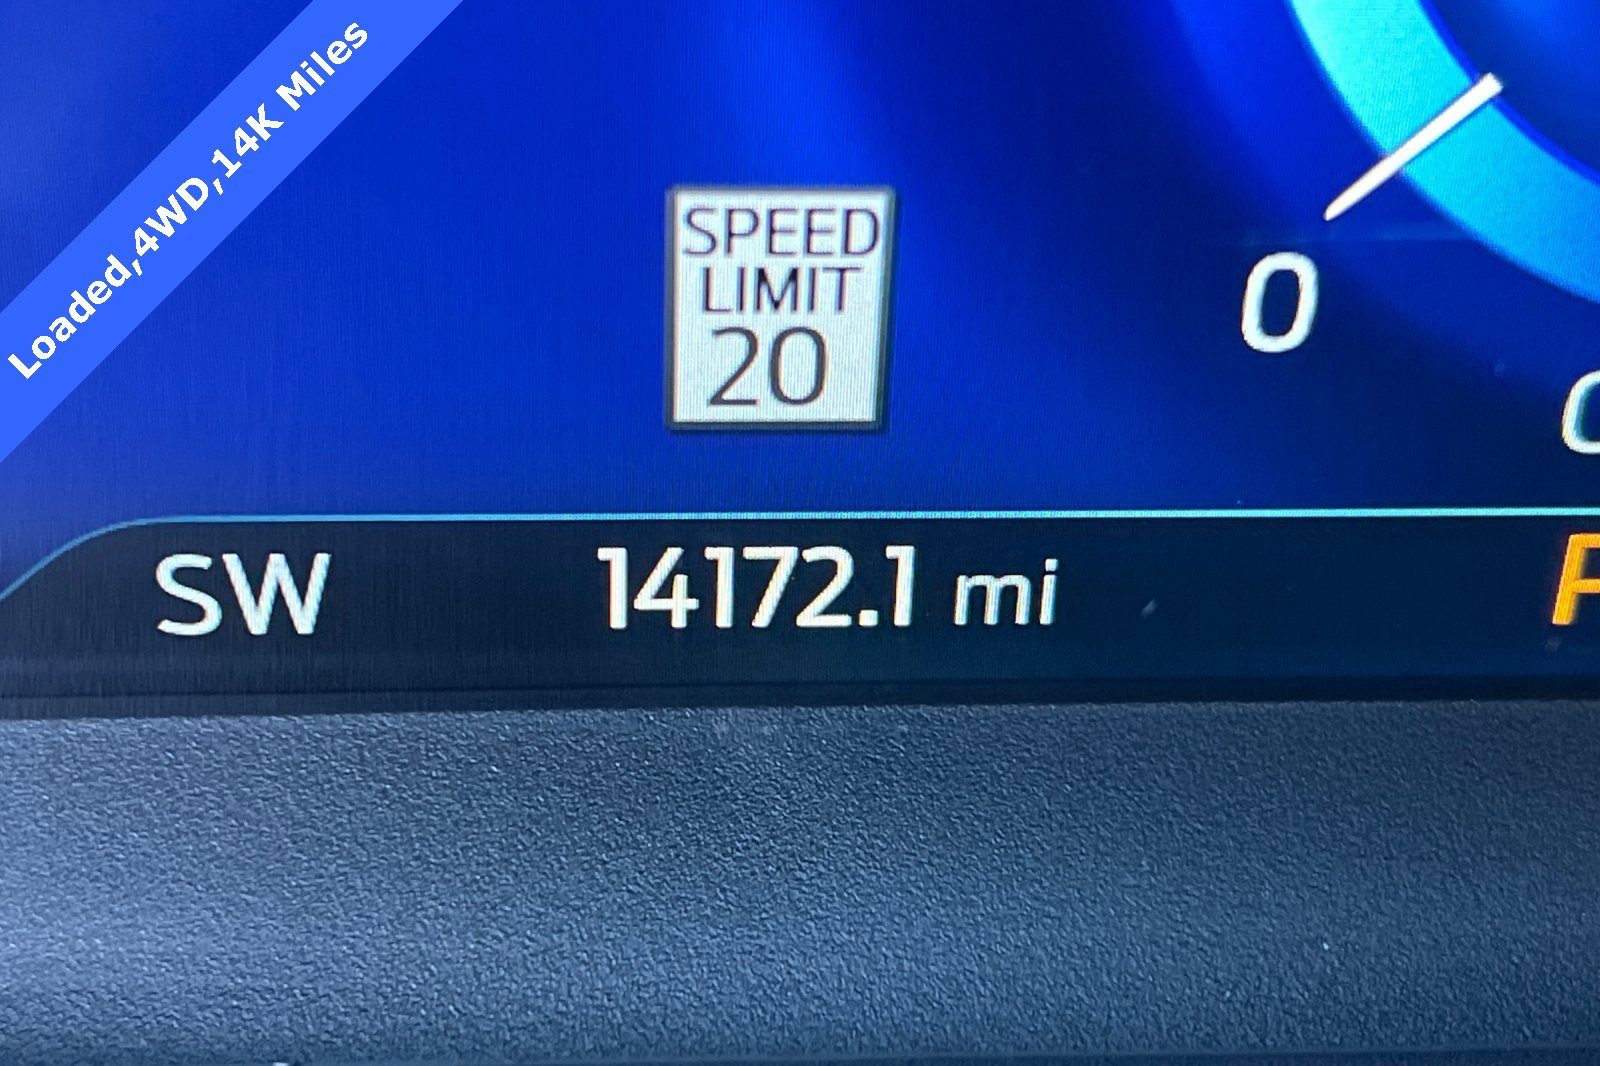 Loaded,4WD,14K Miles
SPEED
LIMIT
20
0
SW
14172.1 mi